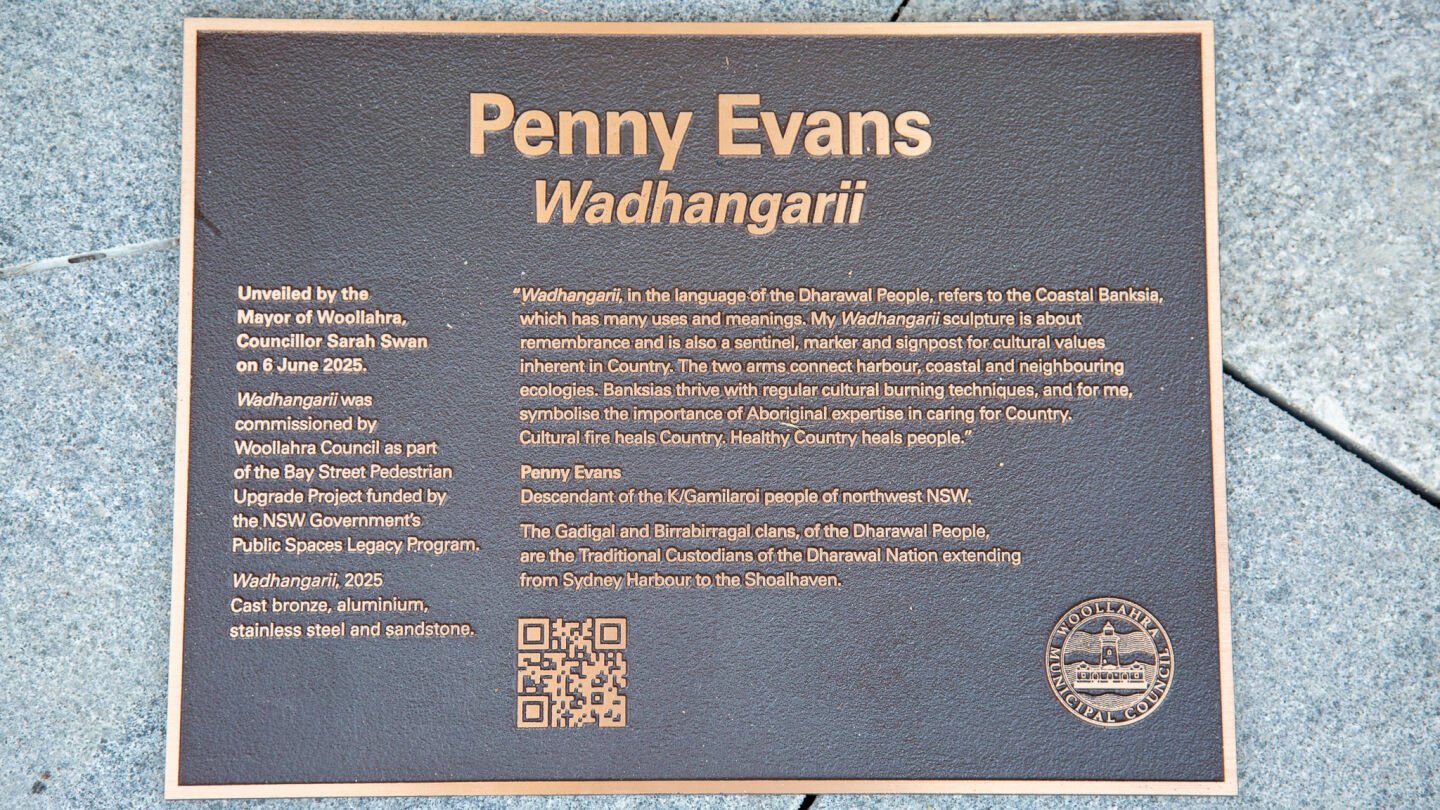 Penny Evans
Wadhangarii
Unveiled by the
Mayor of Woollahra,
Councillor Sarah Swan
on 6 June 2025.
Wadhangarii was
commissioned by
Woollahra Council as part
of the Bay Street Pedestrian
Upgrade Project funded by
the NSW Government's
Public Spaces Legacy Program.
Wadhangarii, 2025
Cast bronze, aluminium,
stainless steel and sandstone.
"Wadhangarii, in the language of the Dharawal People, refers to the Coastal Banksia,
which has many uses and meanings. My Wadhangarii sculpture is about
remembrance and is also a sentinel, marker and signpost for cultural values
inherent in Country. The two arms connect harbour, coastal and neighbouring
ecologies. Banksias thrive with regular cultural burning techniques, and for me,
symbolise the importance of Aboriginal expertise in caring for Country.
Cultural fire heals Country. Healthy Country heals people."
Penny Evans
Descendant of the K/Gamilaroi people of northwest NSW.
The Gadigal and Birrabirragal clans, of the Dharawal People,
are the Traditional Custodians of the Dharawal Nation extending
from Sydney Harbour to the Shoalhaven.
WOOLLAHRA
MUNICIPAL COUNCIL